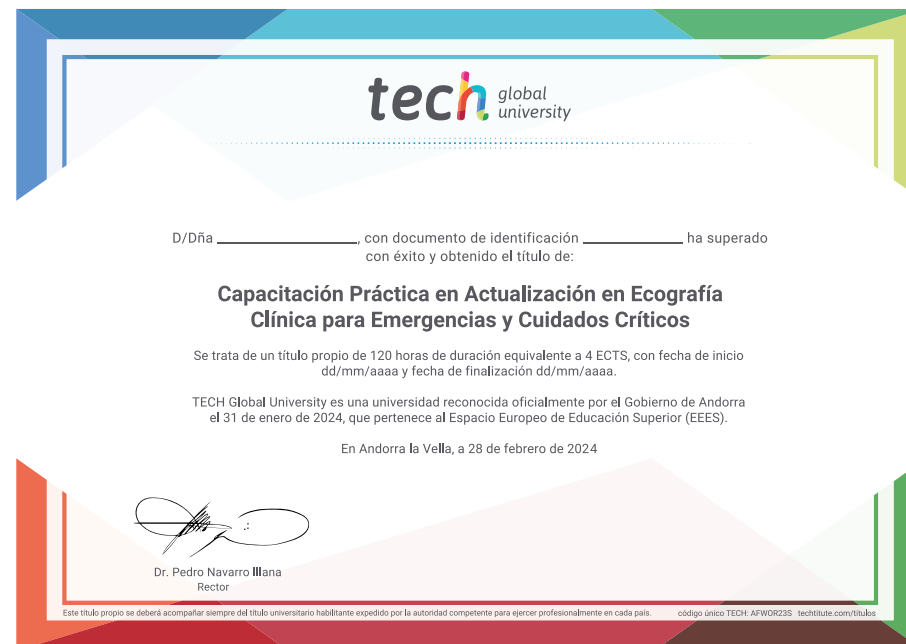 tech global university
D/Dña ____________________, con documento de identificación ______________ ha superado
con éxito y obtenido el título de:
Capacitación Práctica en Actualización en Ecografía
Clínica para Emergencias y Cuidados Críticos
Se trata de un título propio de 120 horas de duración equivalente a 4 ECTS, con fecha de inicio
dd/mm/aaaa y fecha de finalización dd/mm/aaaa.
TECH Global University es una universidad reconocida oficialmente por el Gobierno de Andorra
el 31 de enero de 2024, que pertenece al Espacio Europeo de Educación Superior (EEES).
En Andorra la Vella, a 28 de febrero de 2024
Dr. Pedro Navarro Illana
Rector
Este título propio se deberá acompañar siempre del título universitario habilitante expedido por la autoridad competente para ejercer profesionalmente en cada país. código único TECH: AFWOR23S techtitute.com/titulos